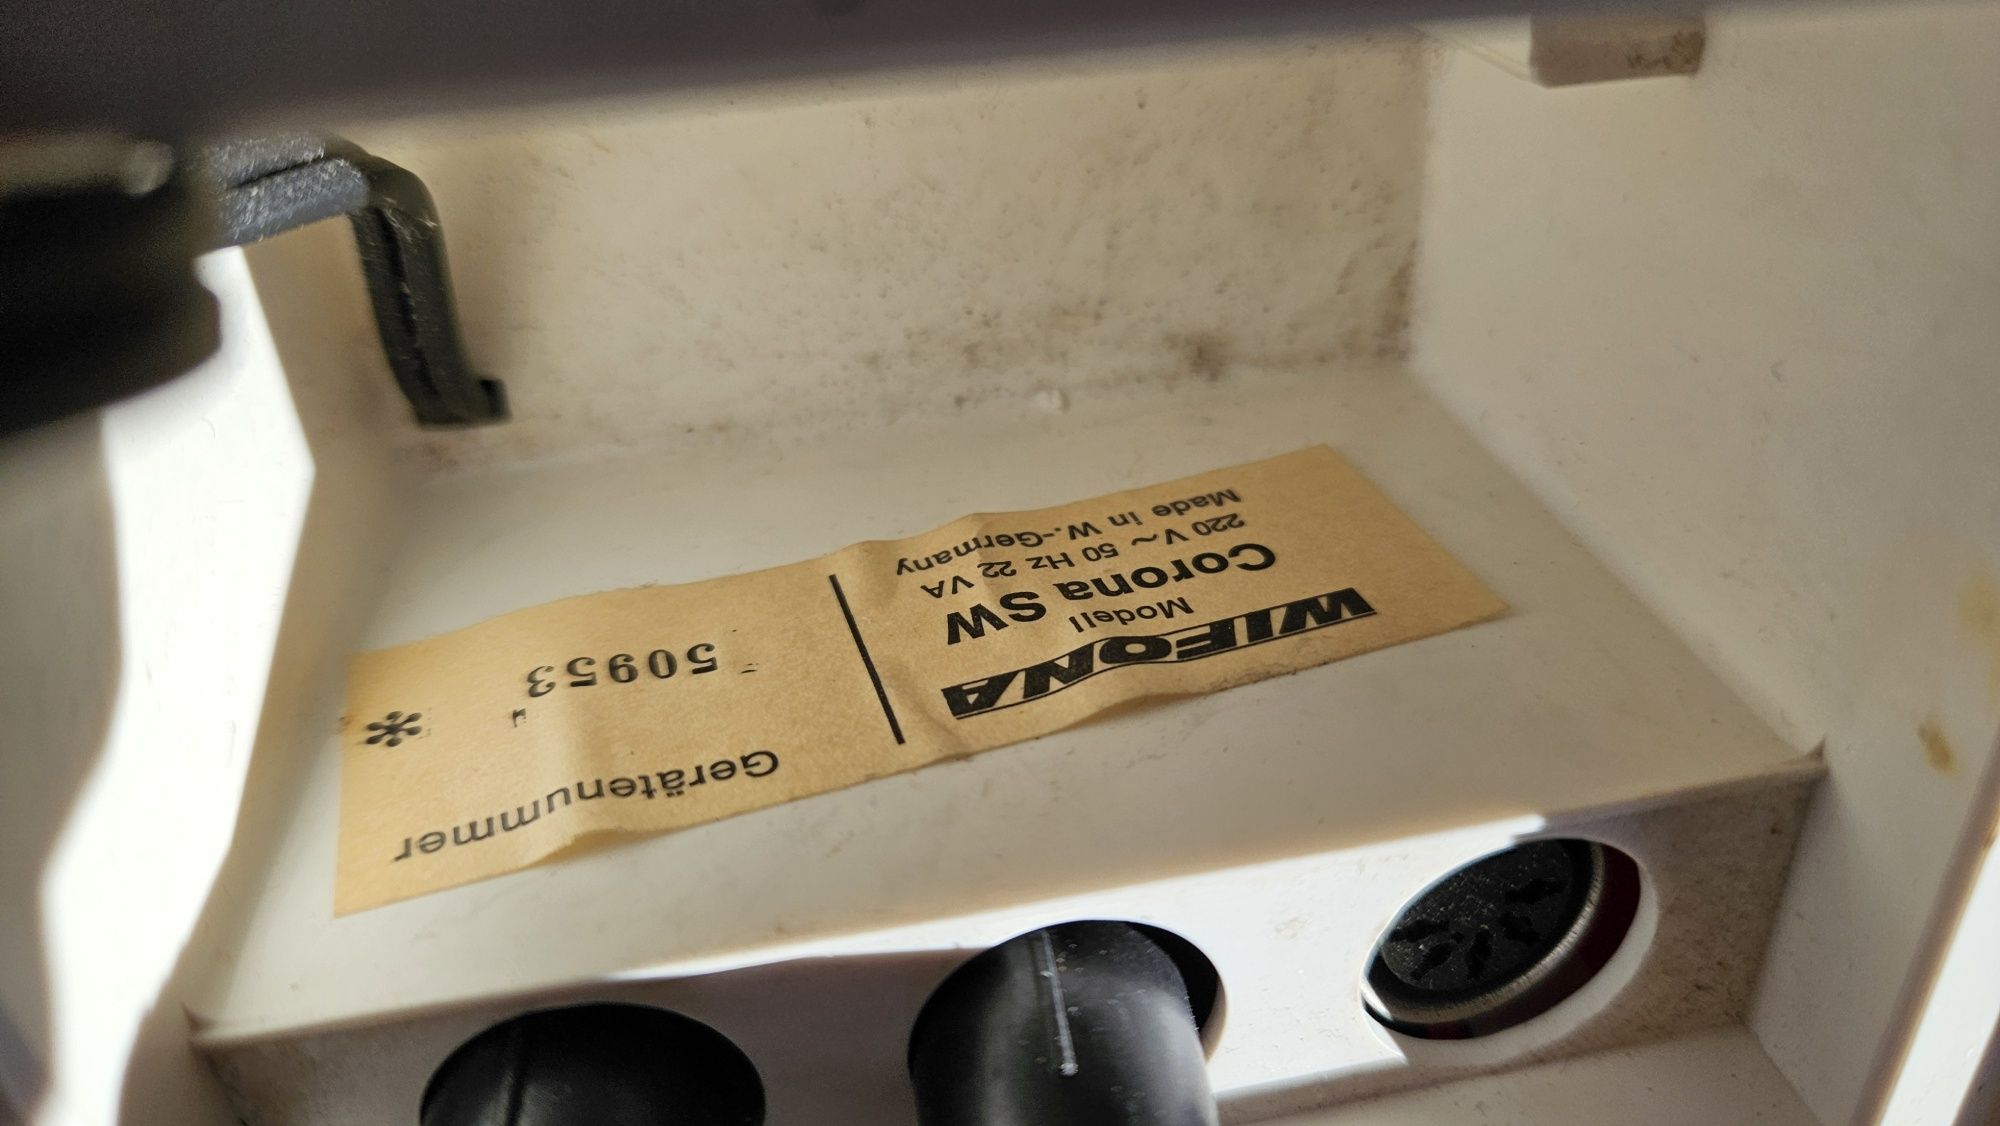 WIFONA
Modell
Corona SW
220 V~ 50 Hz 22 VA
Made in W.-Germany
Gerätenummer
*
50953